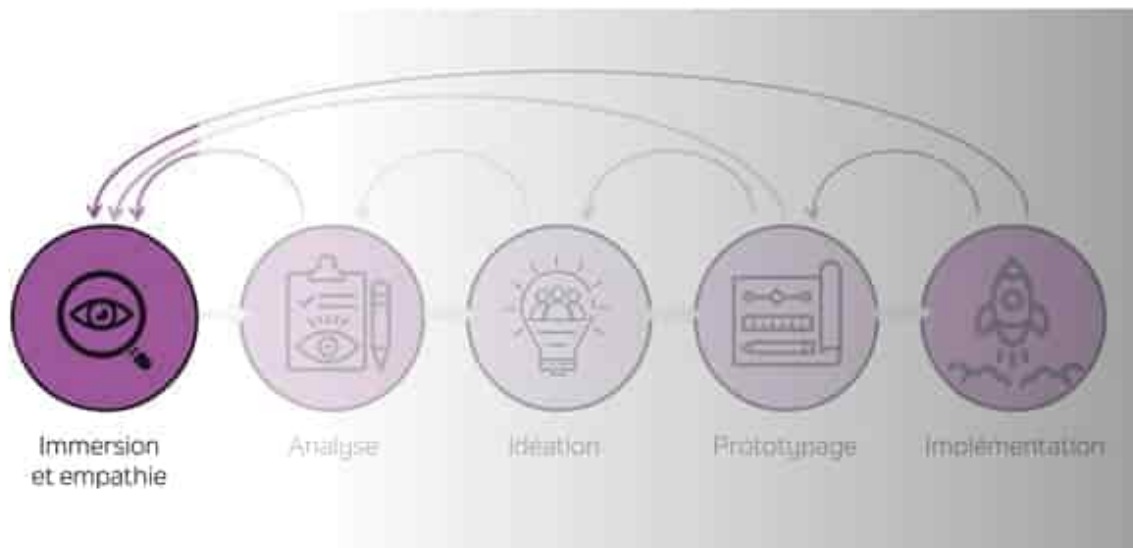 Immersion
et empathie
Analyse
Idéation
Prototypage
Implémentation